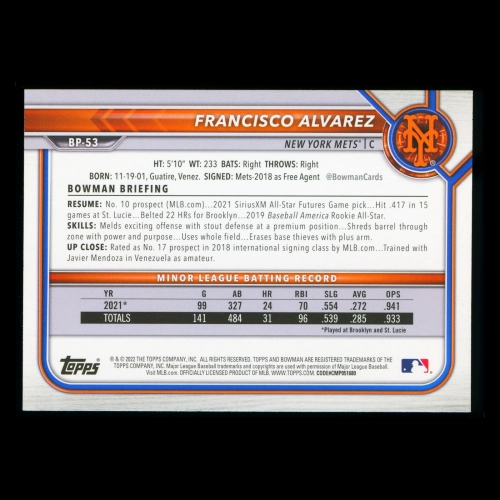 FRANCISCO ALVAREZ
BP-53
NEW YORK METS® | C
NY
HT: 5'10" WT: 233 BATS: Right THROWS: Right
BORN: 11-19-01, Guatire, Venez. SIGNED: Mets-2018 as Free Agent @BowmanCards
BOWMAN BRIEFING
RESUME: No. 10 prospect (MLB.com)...2021 SiriusXM All-Star Futures Game pick...Hit .417 in 15
games at St. Lucie...Belted 22 HRs for Brooklyn...2019 Baseball America Rookie All-Star.
SKILLS: Melds exciting offense with stout defense at a premium position...Shreds barrel through
zone with power and purpose...Uses whole field...Erases base thieves with plus arm.
UP CLOSE: Rated as No. 17 prospect in 2018 international signing class by MLB.com...Trained with
Javier Mendoza in Venezuela as amateur.
MINOR LEAGUE BATTING RECORD
YR G AB HR RBI SLG AVG OPS
2021* 99 327 24 70 .554 .272 .941
TOTALS 141 484 31 96 .539 .285 .933
*Played at Brooklyn and St. Lucie
Topps
® & © 2022 THE TOPPS COMPANY, INC. ALL RIGHTS RESERVED. TOPPS AND BOWMAN ARE REGISTERED TRADEMARKS OF
THE TOPPS COMPANY, INC. Major League Baseball trademarks and copyrights are used with permission of Major League Baseball.
Visit MLB.com. OFFICIALLY LICENSED PRODUCT OF MLB. WWW.TOPPS.COM CODE#CMP051680